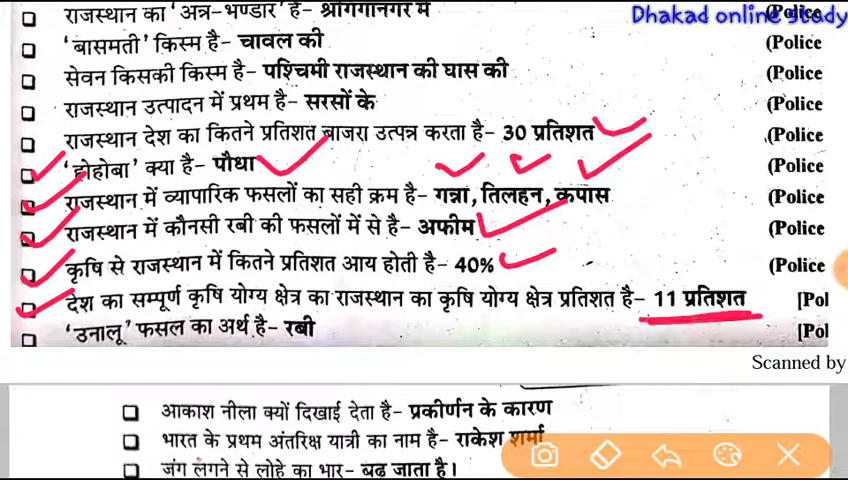 राजस्थान का 'अन्न-भण्डार' है- श्रीगंगानगर में
Dhakad online study
(Police
'बासमती' किस्म है- चावल की (Police
सेवन किसकी किस्म है- पश्चिमी राजस्थान की घास की (Police
राजस्थान उत्पादन में प्रथम है- सरसों के (Police
राजस्थान देश का कितने प्रतिशत बाजरा उत्पन्न करता है- 30 प्रतिशत (Police
'होहोबा' क्या है- पौधा (Police
राजस्थान में व्यापारिक फसलों का सही क्रम है- गन्ना, तिलहन, कपास (Police
राजस्थान में कौनसी रबी की फसलों में से है- अफीम (Police
कृषि से राजस्थान में कितने प्रतिशत आय होती है- 40% (Police
देश का सम्पूर्ण कृषि योग्य क्षेत्र का राजस्थान का कृषि योग्य क्षेत्र प्रतिशत है- 11 प्रतिशत [Pol
'उनालू' फसल का अर्थ है- रबी [Pol
Scanned by
आकाश नीला क्यों दिखाई देता है- प्रकीर्णन के कारण
भारत के प्रथम अंतरिक्ष यात्री का नाम है- राकेश शर्मा
जंग लगने से लोहे का भार- बढ जाता है।